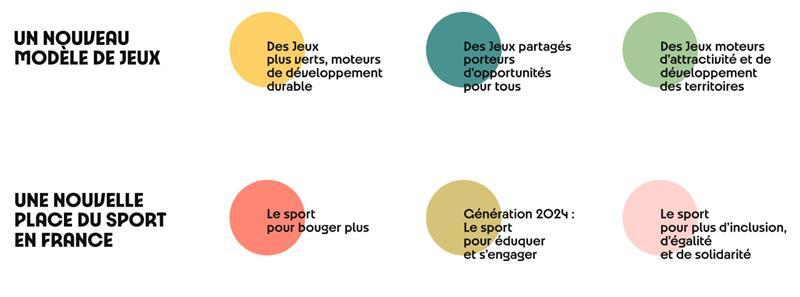 UN NOUVEAU
MODÈLE DE JEUX
Des Jeux
plus verts, moteurs
de développement
durable
Des Jeux partagés
porteurs
d'opportunités
pour tous
Des Jeux moteurs
d'attractivité et de
développement
des territoires
UNE NOUVELLE
PLACE DU SPORT
EN FRANCE
Le sport
pour bouger plus
Génération 2024 :
Le sport
pour éduquer
et s'engager
Le sport
pour plus d'inclusion,
d'égalité
et de solidarité